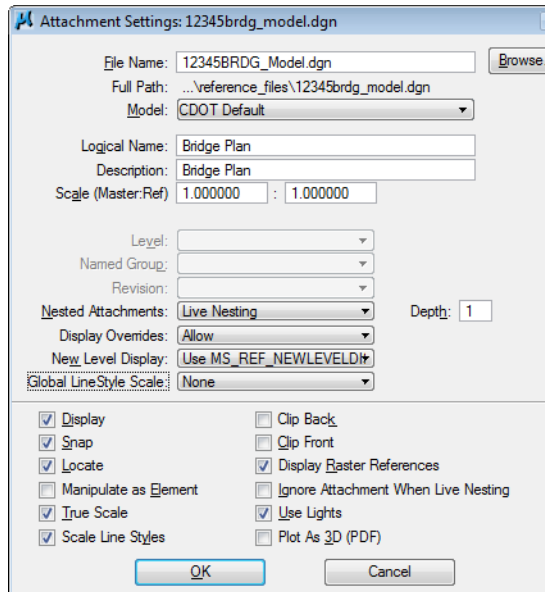 Attachment Settings: 12345brdg_model.dgn
File Name: 12345BRDG_Model.dgn Browse
Full Path: ...\reference_files\12345brdg_model.dgn
Model: CDOT Default
Logical Name: Bridge Plan
Description: Bridge Plan
Scale (Master:Ref) 1.000000 : 1.000000
Level:
Named Group:
Revision:
Nested Attachments: Live Nesting Depth: 1
Display Overrides: Allow
New Level Display: Use MS_REF_NEWLEVELDI
Global LineStyle Scale: None
Display Clip Back
Snap Clip Front
Locate Display Raster References
Manipulate as Element Ignore Attachment When Live Nesting
True Scale Use Lights
Scale Line Styles Plot As 3D (PDF)
OK Cancel